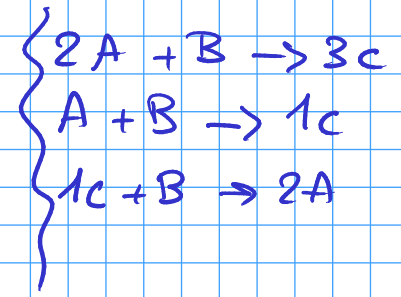 2A + B → 3c
A + B → 1c
1c + B → 2A